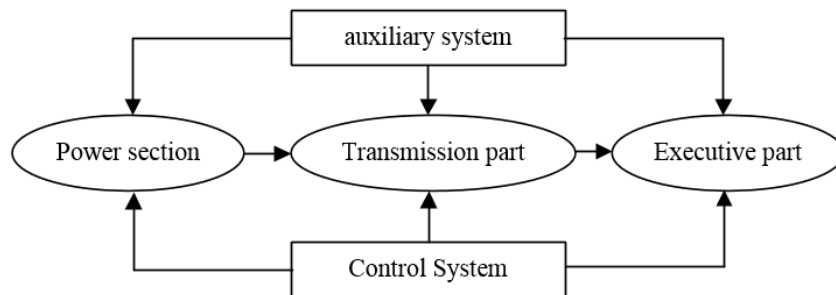 auxiliary system
Power section
Transmission part
Executive part
Control System